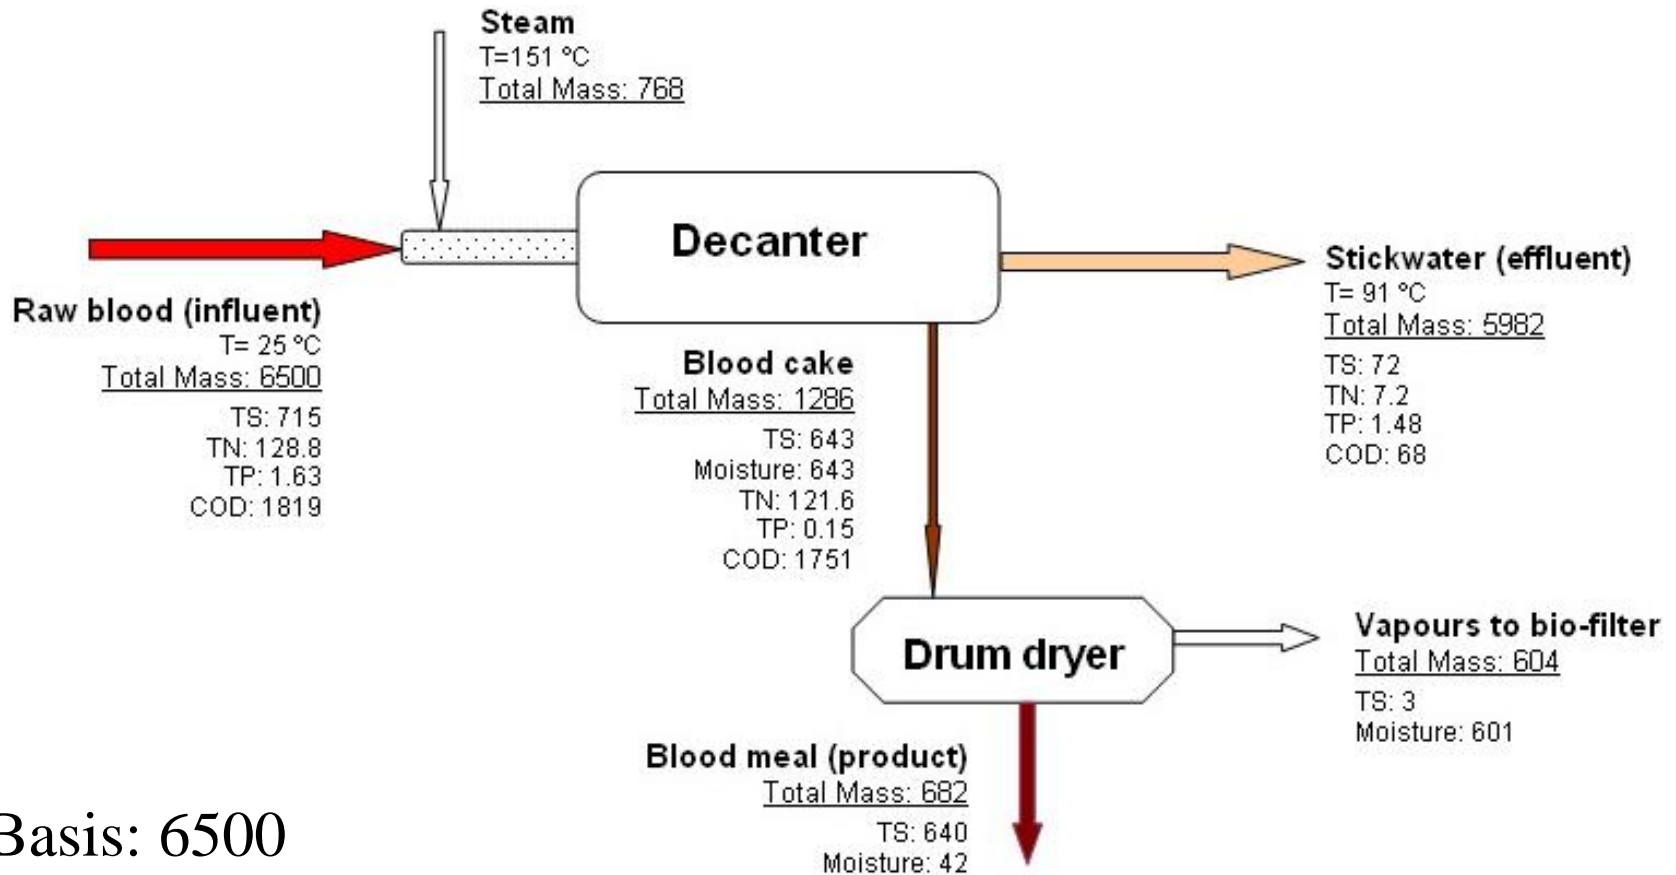 Steam
T=151 °C
Total Mass: 768
Decanter
Raw blood (influent)
T= 25 °C
Total Mass: 6500
TS: 715
TN: 128.8
TP: 1.63
COD: 1819
Stickwater (effluent)
T= 91 °C
Total Mass: 5982
TS: 72
TN: 7.2
TP: 1.48
COD: 68
Blood cake
Total Mass: 1286
TS: 643
Moisture: 643
TN: 121.6
TP: 0.15
COD: 1751
Drum dryer
Vapours to bio-filter
Total Mass: 604
TS: 3
Moisture: 601
Blood meal (product)
Total Mass: 682
TS: 640
Moisture: 42
Basis: 6500